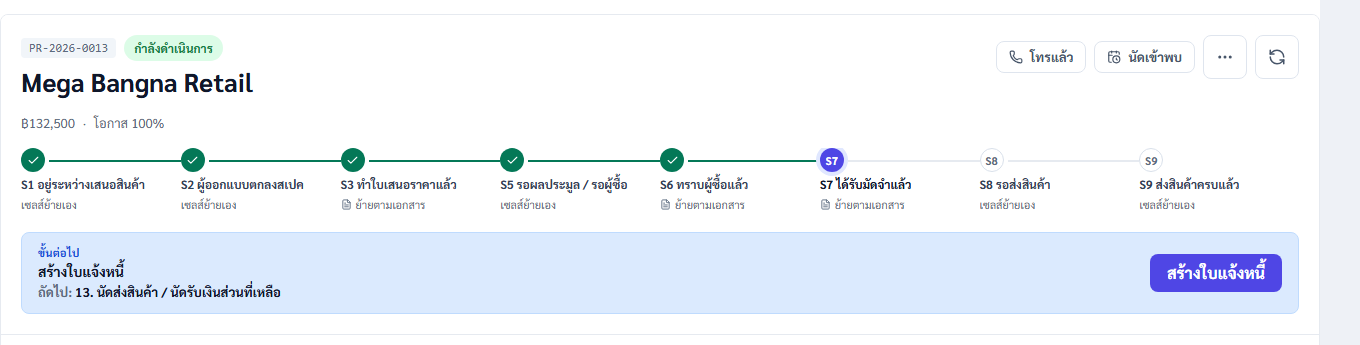 PR-2026-0013 กำลังดำเนินการ โทรแล้ว นัดเข้าพบ
Mega Bangna Retail
฿132,500 · โอกาส 100%
S7 S8 S9
S1 อยู่ระหว่างเสนอสินค้า S2 ผู้ออกแบบตกลงสเปค S3 ทำใบเสนอราคาแล้ว S5 รอผลประมูล / รอผู้ซื้อ S6 ทราบผู้ซื้อแล้ว S7 ได้รับมัดจำแล้ว S8 รอส่งสินค้า S9 ส่งสินค้าครบแล้ว
เซลส์ย้ายเอง เซลส์ย้ายเอง ย้ายตามเอกสาร เซลส์ย้ายเอง ย้ายตามเอกสาร ย้ายตามเอกสาร เซลส์ย้ายเอง เซลส์ย้ายเอง
ขั้นต่อไป
สร้างใบแจ้งหนี้ สร้างใบแจ้งหนี้
ถัดไป: 13. นัดส่งสินค้า / นัดรับเงินส่วนที่เหลือ